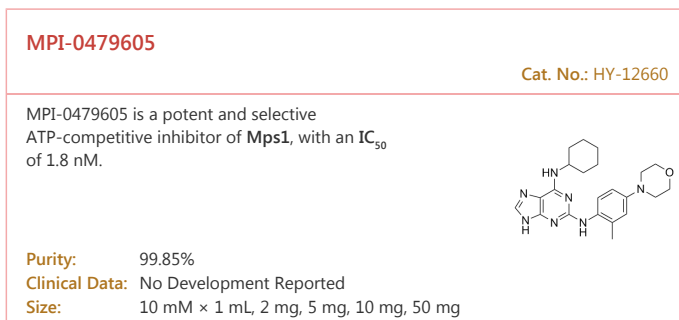 MPI-0479605
Cat. No.: HY-12660
MPI-0479605 is a potent and selective
ATP-competitive inhibitor of Mps1, with an IC50
of 1.8 nM.
HN
N
O
N
N
N
H
N
N
H
Purity: 99.85%
Clinical Data: No Development Reported
Size: 10 mM × 1 mL, 2 mg, 5 mg, 10 mg, 50 mg